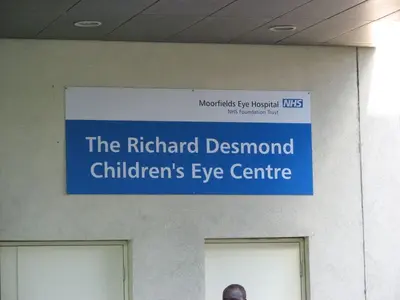 Moorfields Eye Hospital NHS
NHS Foundation Trust
The Richard Desmond
Children's Eye Centre